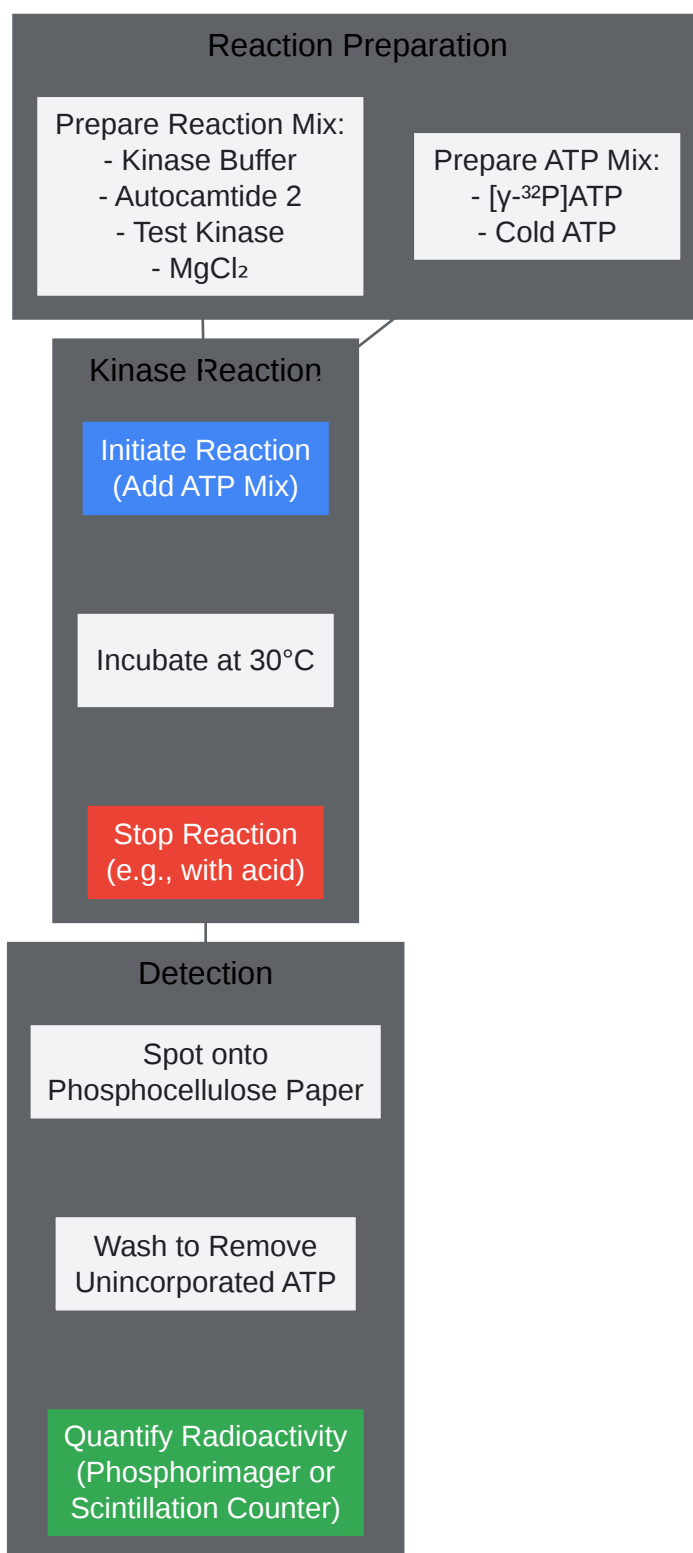 Reaction Preparation
Prepare Reaction Mix:
- Kinase Buffer
- Autocamtide 2
- Test Kinase
- MgCl₂
Prepare ATP Mix:
- [γ-³²P]ATP
- Cold ATP
Kinase Reaction
Initiate Reaction
(Add ATP Mix)
Incubate at 30°C
Stop Reaction
(e.g., with acid)
Detection
Spot onto
Phosphocellulose Paper
Wash to Remove
Unincorporated ATP
Quantify Radioactivity
(Phosphorimager or
Scintillation Counter)